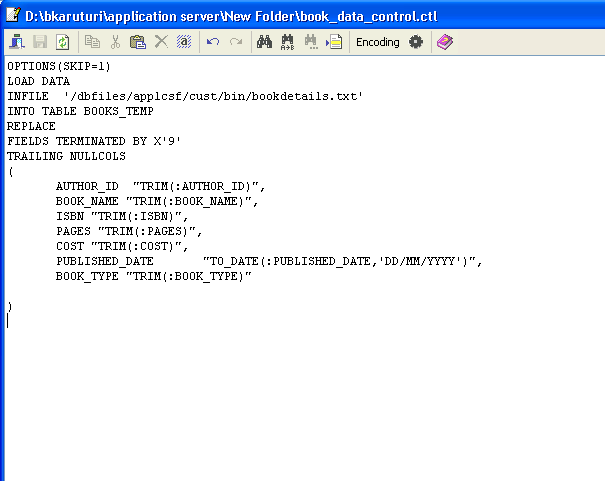 D:\bkaruturi\application server\New Folder\book_data_control.ctl
Encoding
OPTIONS(SKIP=1)
LOAD DATA
INFILE  '/dbfiles/applcsf/cust/bin/bookdetails.txt'
INTO TABLE BOOKS_TEMP
REPLACE
FIELDS TERMINATED BY X'9'
TRAILING NULLCOLS
(
       AUTHOR_ID  "TRIM(:AUTHOR_ID)",
       BOOK_NAME "TRIM(:BOOK_NAME)",
       ISBN "TRIM(:ISBN)",
       PAGES "TRIM(:PAGES)",
       COST "TRIM(:COST)",
       PUBLISHED_DATE       "TO_DATE(:PUBLISHED_DATE,'DD/MM/YYYY')",
       BOOK_TYPE "TRIM(:BOOK_TYPE)"
)